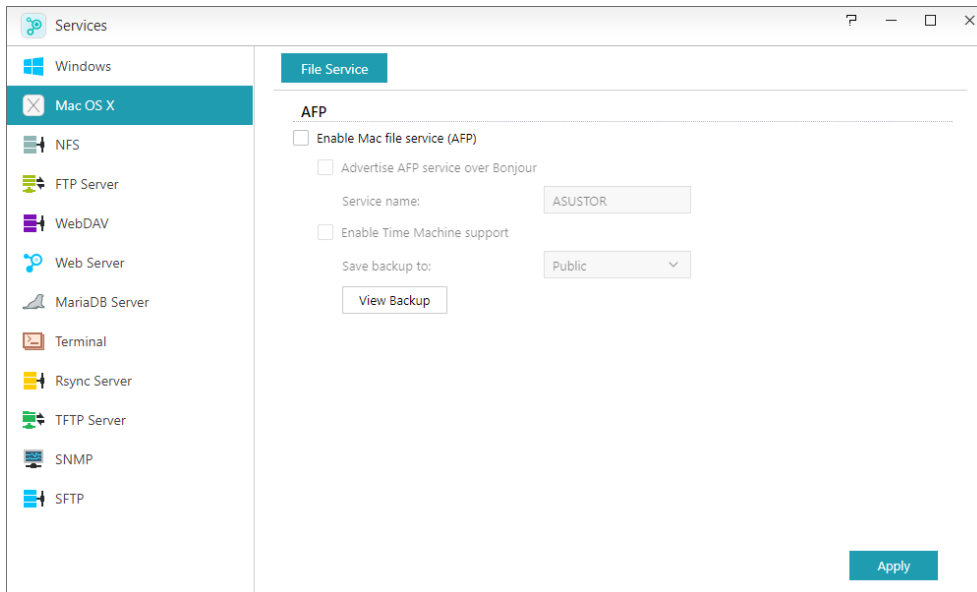 Services
Windows
Mac OS X
NFS
FTP Server
WebDAV
Web Server
MariaDB Server
Terminal
Rsync Server
TFTP Server
SNMP
SFTP
File Service
AFP
Enable Mac file service (AFP)
Advertise AFP service over Bonjour
Service name: ASUSTOR
Enable Time Machine support
Save backup to: Public
View Backup
Apply